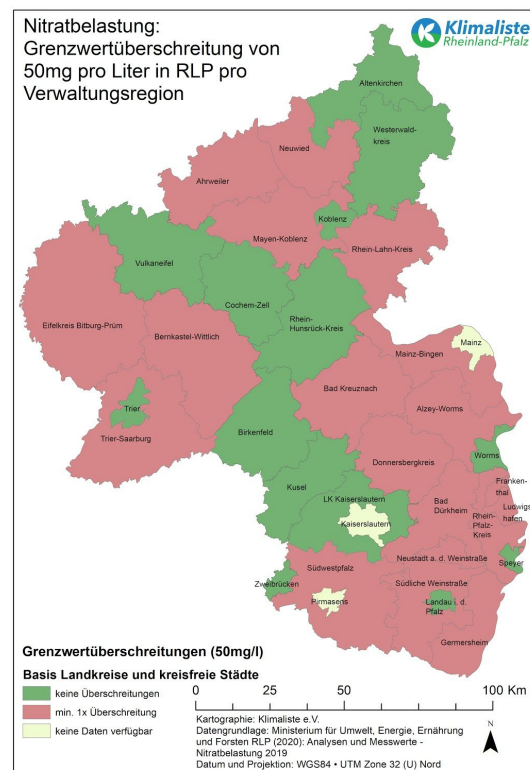 Nitratbelastung:
Grenzwertüberschreitung von
50mg pro Liter in RLP pro
Verwaltungsregion
Klimaliste
Rheinland-Pfalz
Altenkirchen
Westerwald-
kreis
Neuwied
Ahrweiler
Koblenz
Mayen-Koblenz
Rhein-Lahn-Kreis
Vulkaneifel
Cochem-Zell
Rhein-
Hunsrück-Kreis
Eifelkreis Bitburg-Prüm
Bernkastel-Wittlich
Mainz
Mainz-Bingen
Bad Kreuznach
Alzey-Worms
Trier
Trier-Saarburg
Birkenfeld
Worms
Donnersbergkreis
Franken-
thal
Kusel
LK Kaiserslautern
Kaiserslautern
Bad
Dürkheim
Rhein-
Pfalz-
Kreis
Ludwigs-
hafen
Neustadt a. d. Weinstraße
Speyer
Südwestpfalz
Zweibrücken
Südliche Weinstraße
Pirmasens
Landau i. d.
Pfalz
Germersheim
Grenzwertüberschreitungen (50mg/l)
Basis Landkreise und kreisfreie Städte
keine Überschreitungen
min. 1x Überschreitung
keine Daten verfügbar
0 25 50 100 Km
Kartographie: Klimaliste e.V.
Datengrundlage: Ministerium für Umwelt, Energie, Ernährung
und Forsten RLP (2020): Analysen und Messwerte -
Nitratbelastung 2019
Datum und Projektion: WGS84 • UTM Zone 32 (U) Nord
N